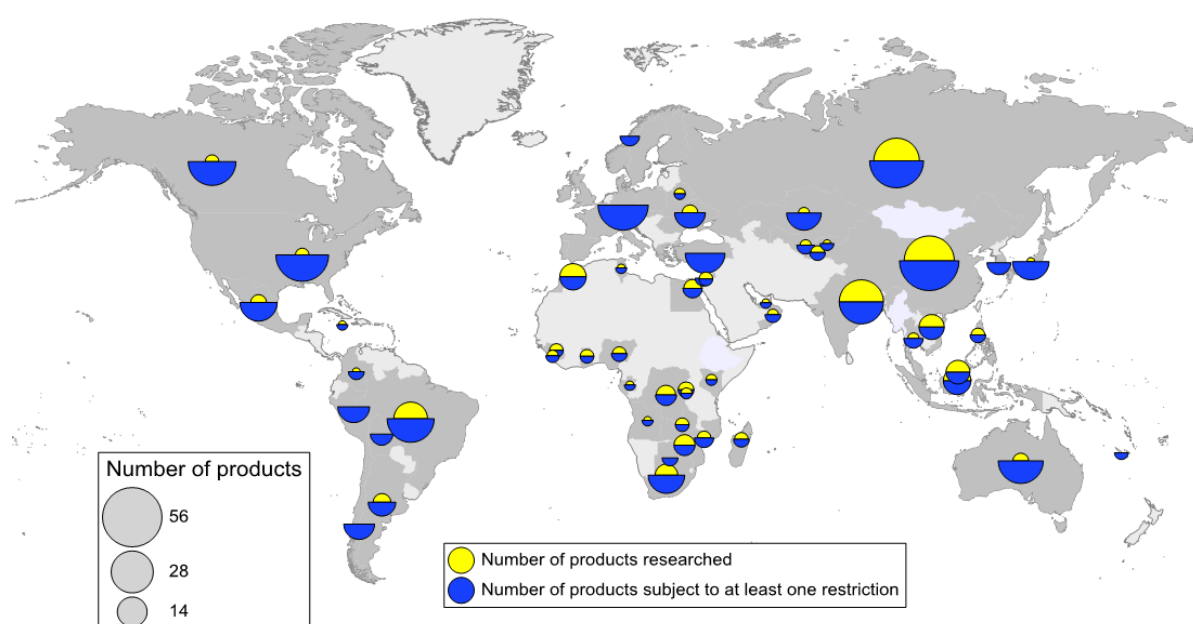 Number of products
56
28
14
Number of products researched
Number of products subject to at least one restriction